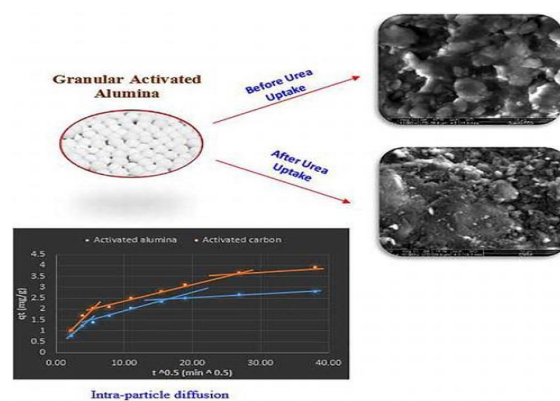 Granular Activated
Alumina
Before Urea
Uptake
After Urea
Uptake
Activated alumina
Activated carbon
qt (mg/g)
4.5
4
3.5
3
2.5
2
1.5
1
0.5
0
0.00
10.00
20.00
30.00
40.00
t ^0.5 (min ^ 0.5)
Intra-particle diffusion